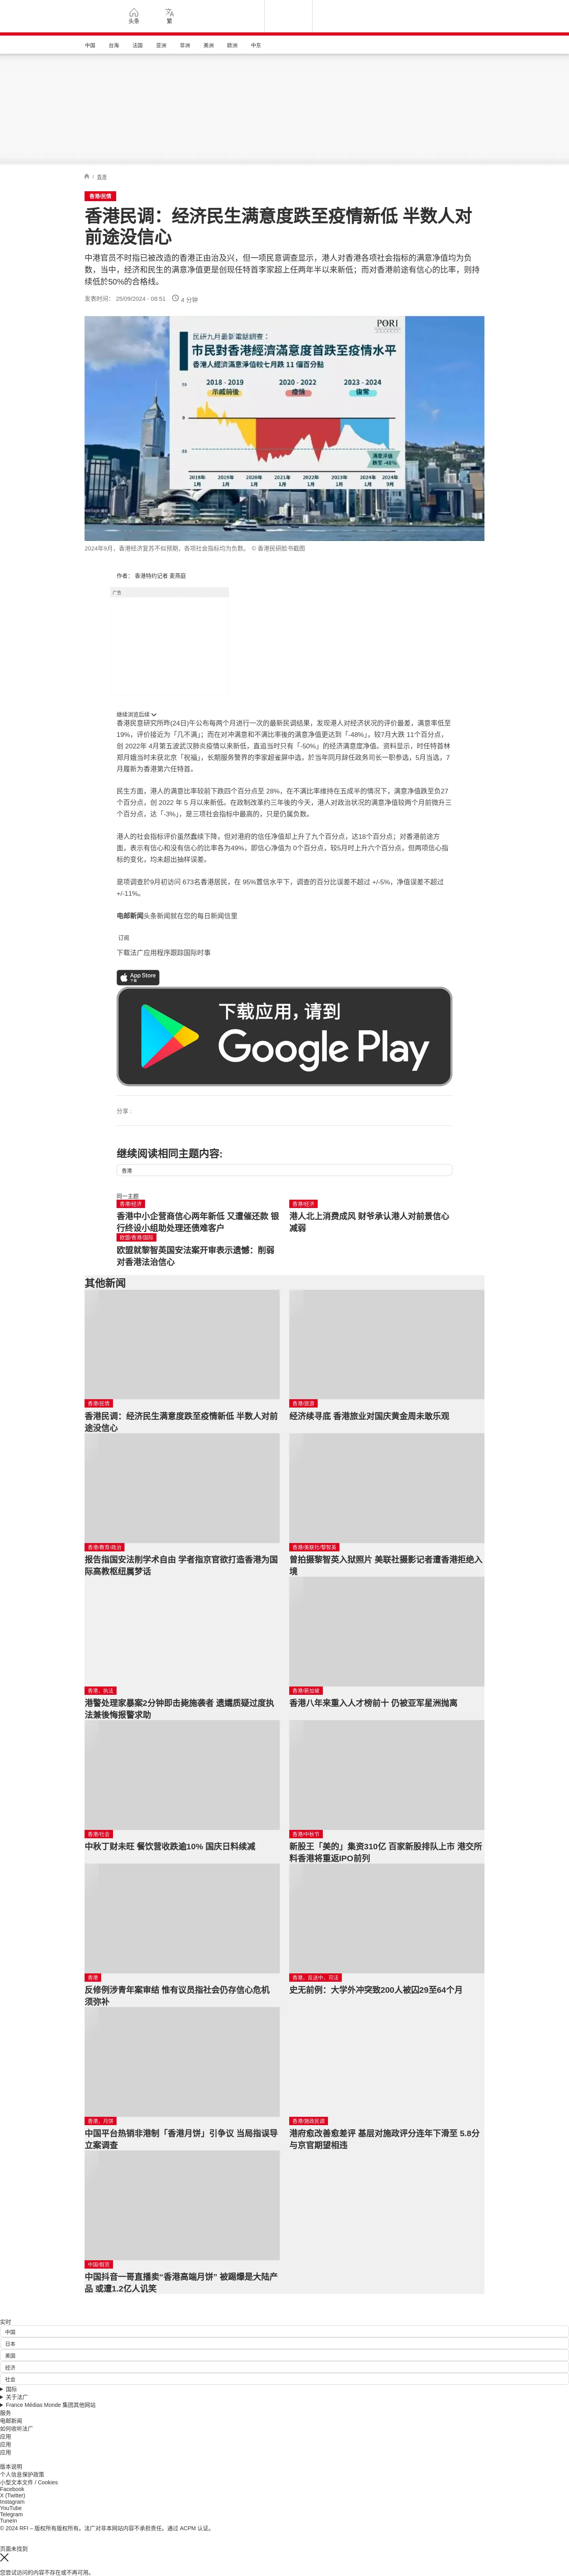 头条
繁
中国 台海 法国 亚洲 非洲 美洲 欧洲 中东
/ 香港
香港/民情
香港民调：经济民生满意度跌至疫情新低 半数人对
前途没信心
中港官员不时指已被改造的香港正由治及兴，但一项民意调查显示，港人对香港各项社会指标的满意净值均为负
数，当中，经济和民生的满意净值更是创现任特首李家超上任两年半以来新低；而对香港前途有信心的比率，则持
续低於50%的合格线。
发表时间： 25/09/2024 - 08:51 4 分钟
PORI
民研九月最新電話調查：
市民對香港經濟滿意度首跌至疫情水平
香港人經濟滿意淨值較七月跌 11 個百分點
2018 - 2019
示威前後
2020 - 2022
疫情
2023 - 2024
復常
0
滿意淨值
跌至 -48%
2018年
1月
2019年
1月
2020年
1月
2021年
1月
2022年
1月
2023年
1月
2024年
1月
2024年
9月
2024年9月，香港经济复苏不似预期，各项社会指标均为负数。 © 香港民研脸书截图
作者： 香港特约记者 麦燕庭
广告
继续浏览后续
香港民意研究所昨(24日)午公布每两个月进行一次的最新民调结果，发现港人对经济状况的评价最差，满意率低至
19%，评价接近为「几不满」；而在对冲满意和不满比率後的满意净值更达到「-48%」，较7月大跌 11个百分点，
创 2022年 4月第五波武汉肺炎疫情以来新低，直追当时只有「-50%」的经济满意度净值。资料显示，时任特首林
郑月娥当时未获北京「祝福」，长期服务警界的李家超雀屏中选，於当年同月辞任政务司长一职参选，5月当选，7
月履新为香港第六任特首。
民生方面，港人的满意比率较前下跌四个百分点至 28%，在不满比率维持在五成半的情况下，满意净值跌至负27
个百分点，创 2022 年 5 月以来新低。在政制改革约三年後的今天，港人对政治状况的满意净值较两个月前微升三
个百分点，达「-3%」，是三项社会指标中最高的，只是仍属负数。
港人的社会指标评价虽然蠢续下降，但对港府的信任净值却上升了九个百分点，达18个百分点；对香港前途方
面，表示有信心和没有信心的比率各为49%，即信心净值为 0个百分点，较5月时上升六个百分点，但两项信心指
标的变化，均未超出抽样误差。
是项调查於9月初访问 673名香港居民，在 95%置信水平下，调查的百分比误差不超过 +/-5%，净值误差不超过
+/-11%。
电邮新闻头条新闻就在您的每日新闻信里
订阅
下载法广应用程序跟踪国际时事
App Store
下载
下载应用，请到
Google Play
分享 :
继续阅读相同主题内容:
香港
同一主题
香港/经济
香港中小企营商信心两年新低 又遭催还款 银
行终设小组助处理还债难客户
香港/经济
港人北上消费成风 财爷承认港人对前景信心
减弱
欧盟/香港/国际
欧盟就黎智英国安法案开审表示遗憾：削弱
对香港法治信心
其他新闻
香港/民情
香港民调：经济民生满意度跌至疫情新低 半数人对前
途没信心
香港/旅游
经济续寻底 香港旅业对国庆黄金周未敢乐观
香港/教育/政治
报告指国安法削学术自由 学者指京官欲打造香港为国
际高教枢纽属梦话
香港/美联社/黎智英
曾拍摄黎智英入狱照片 美联社摄影记者遭香港拒绝入
境
香港、执法
港警处理家暴案2分钟即击毙施袭者 遗孀质疑过度执
法兼後悔报警求助
香港/新加坡
香港八年来重入人才榜前十 仍被亚军星洲抛离
香港/社会
中秋丁财未旺 餐饮营收跌逾10% 国庆日料续减
香港/中秋节
新股王「美的」集资310亿 百家新股排队上市 港交所
料香港将重返IPO前列
香港
反修例涉青年案审结 惟有议员指社会仍存信心危机
须弥补
香港、反送中、司法
史无前例：大学外冲突致200人被囚29至64个月
香港、月饼
中国平台热销非港制「香港月饼」引争议 当局指误导
立案调查
香港/施政民调
港府愈改善愈差评 基层对施政评分连年下滑至 5.8分
与京官期望相违
中国/假货
中国抖音一哥直播卖“香港高端月饼” 被踢爆是大陆产
品 或遭1.2亿人讥笑
实时
中国
日本
美国
经济
社会
国际
关于法广
France Médias Monde 集团其他网站
服务
电邮新闻
如何收听法广
应用
应用
应用
版本说明
个人信息保护政策
小型文本文件 / Cookies
Facebook
X (Twitter)
Instagram
YouTube
Telegram
TuneIn
© 2024 RFI – 版权所有版权所有。法广对非本网站内容不承担责任。通过 ACPM 认证。
页面未找到
您尝试访问的内容不存在或不再可用。